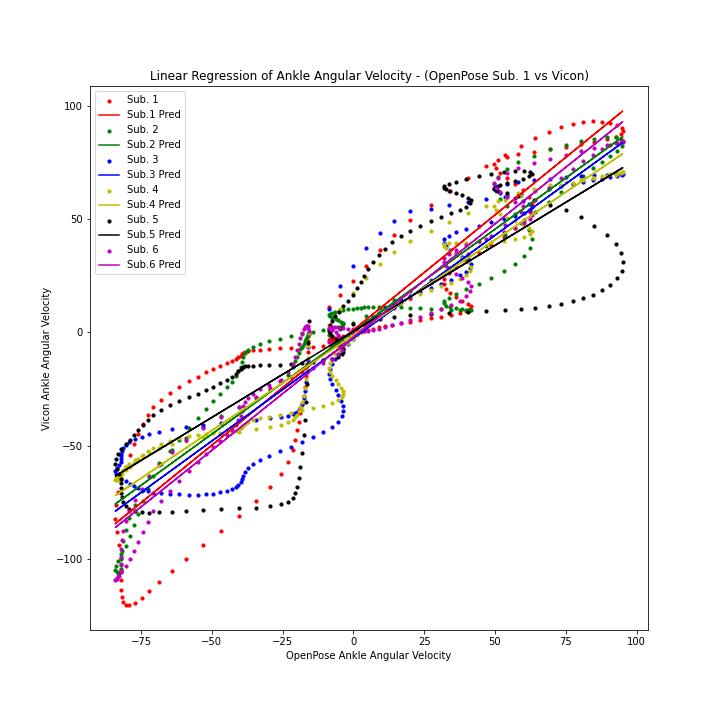 Linear Regression of Ankle Angular Velocity - (OpenPose Sub. 1 vs Vicon)
Sub. 1
Sub.1 Pred
Sub. 2
Sub.2 Pred
Sub. 3
Sub.3 Pred
Sub. 4
Sub.4 Pred
Sub. 5
Sub.5 Pred
Sub. 6
Sub.6 Pred
100
50
0
−50
−100
Vicon Ankle Angular Velocity
−75 −50 −25 0 25 50 75 100
OpenPose Ankle Angular Velocity